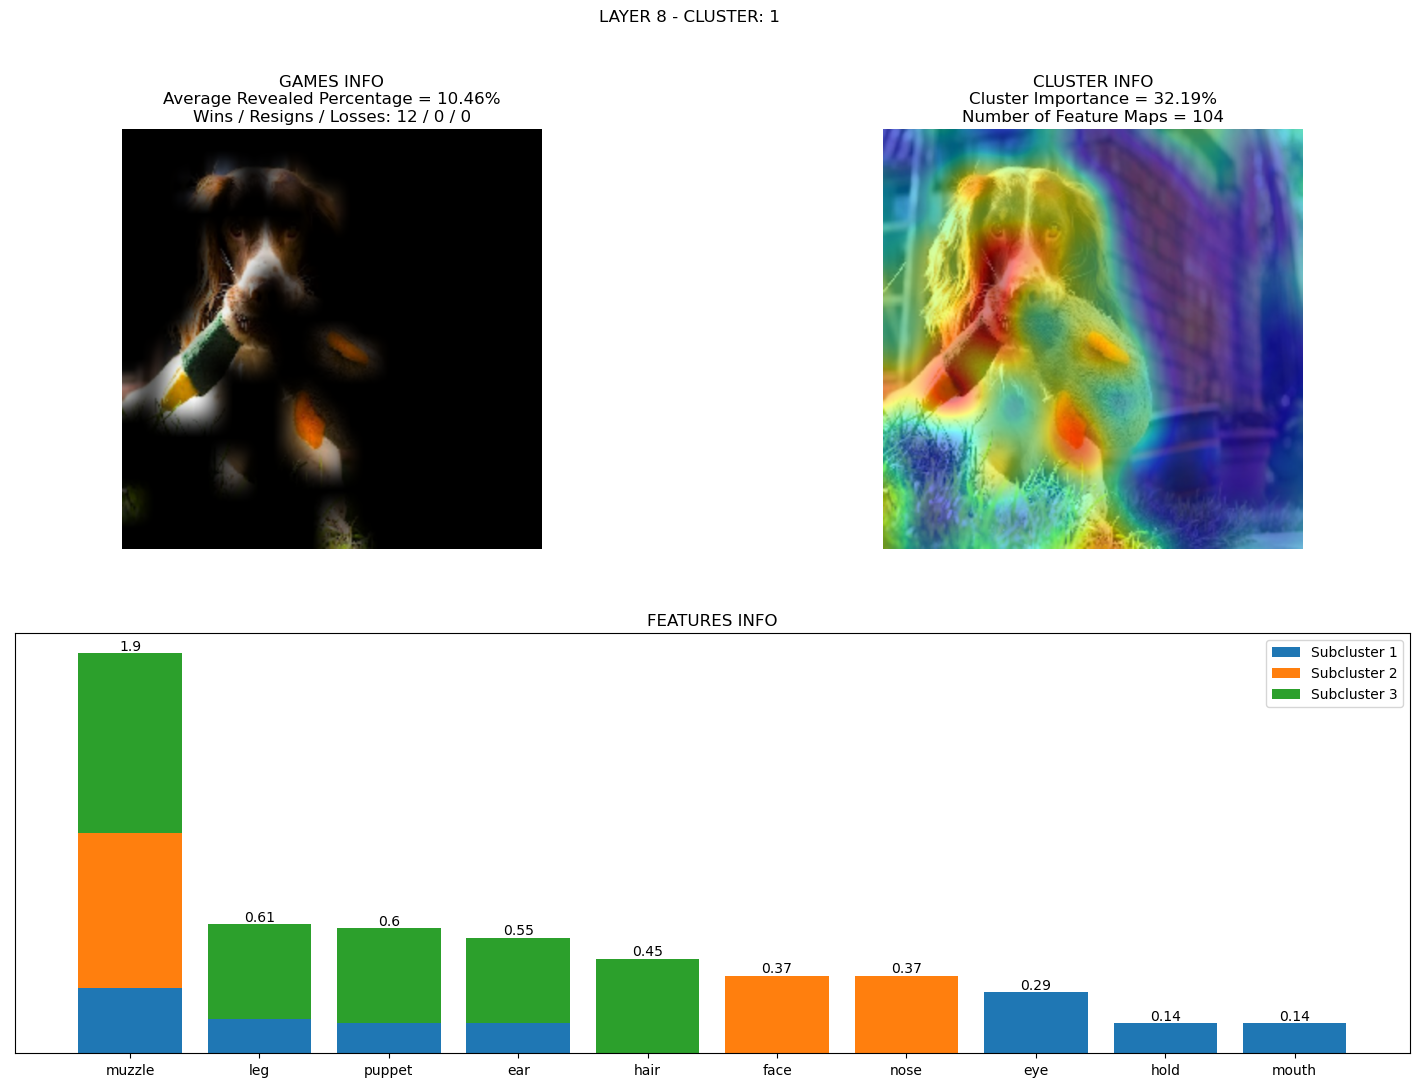 LAYER 8 - CLUSTER: 1
GAMES INFO
Average Revealed Percentage = 10.46%
Wins / Resigns / Losses: 12 / 0 / 0
CLUSTER INFO
Cluster Importance = 32.19%
Number of Feature Maps = 104
FEATURES INFO
Subcluster 1
Subcluster 2
Subcluster 3
1.9
0.61
0.6
0.55
0.45
0.37
0.37
0.29
0.14
0.14
muzzle
leg
puppet
ear
hair
face
nose
eye
hold
mouth